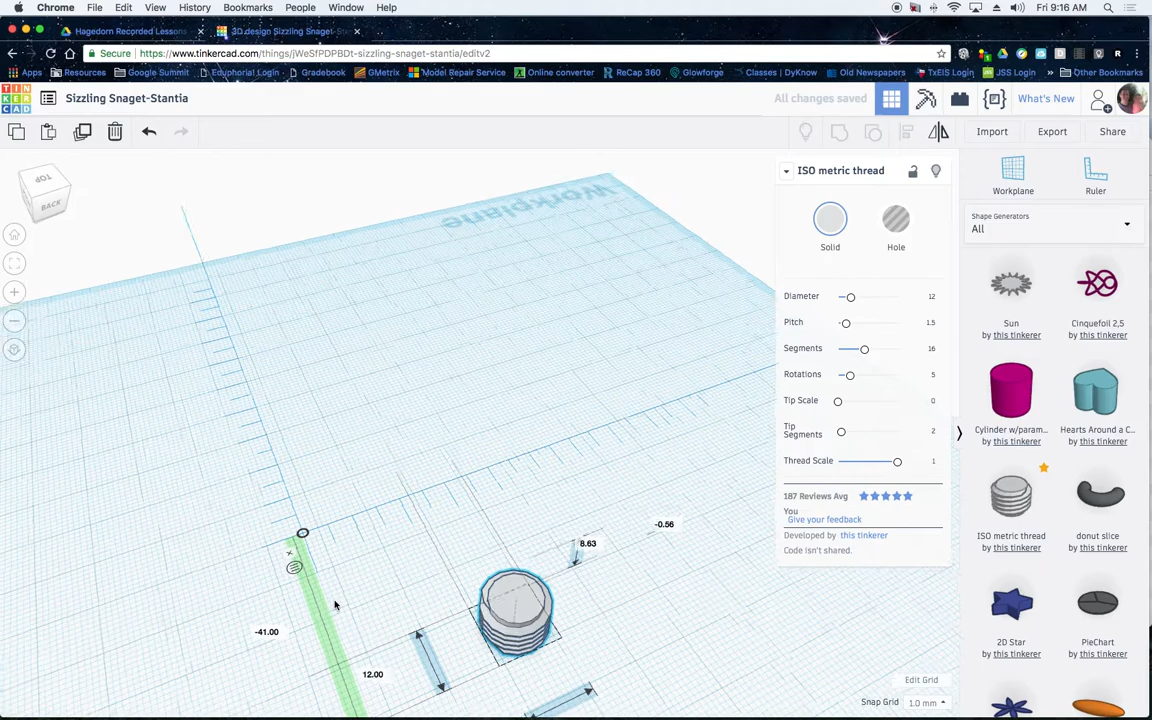 Chrome File Edit View History Bookmarks People Window Help Fri 9:16 AM
Hagedorn Recorded Lessons 3D design Sizzling Snaget-St
Secure https://www.tinkercad.com/things/jWeSfPDPBDt-sizzling-snaget-stantia/editv2
Apps Resources Google Summit Eduphoria! Login Gradebook GMetrix Model Repair Service Online converter ReCap 360 Glowforge Classes | DyKnow Old Newspapers TxEIS Login JSS Login Other Bookmarks
TIN
KER
CAD
Sizzling Snaget-Stantia
All changes saved
What's New
Import Export Share
TOP
BACK
Workplane
ISO metric thread
Solid Hole
Diameter 12
Pitch 1.5
Segments 16
Rotations 5
Tip Scale 0
Tip
Segments 2
Thread Scale 1
187 Reviews Avg
You
Give your feedback
Developed by this tinkerer
Code isn't shared.
Workplane Ruler
Shape Generators
All
Sun
by this tinkerer
Cinquefoil 2,5
by this tinkerer
Cylinder w/param...
by this tinkerer
Hearts Around a C...
by this tinkerer
ISO metric thread
by this tinkerer
donut slice
by this tinkerer
2D Star
by this tinkerer
PieChart
by this tinkerer
-0.56
8.63
-41.00
12.00
Edit Grid
Snap Grid 1.0 mm